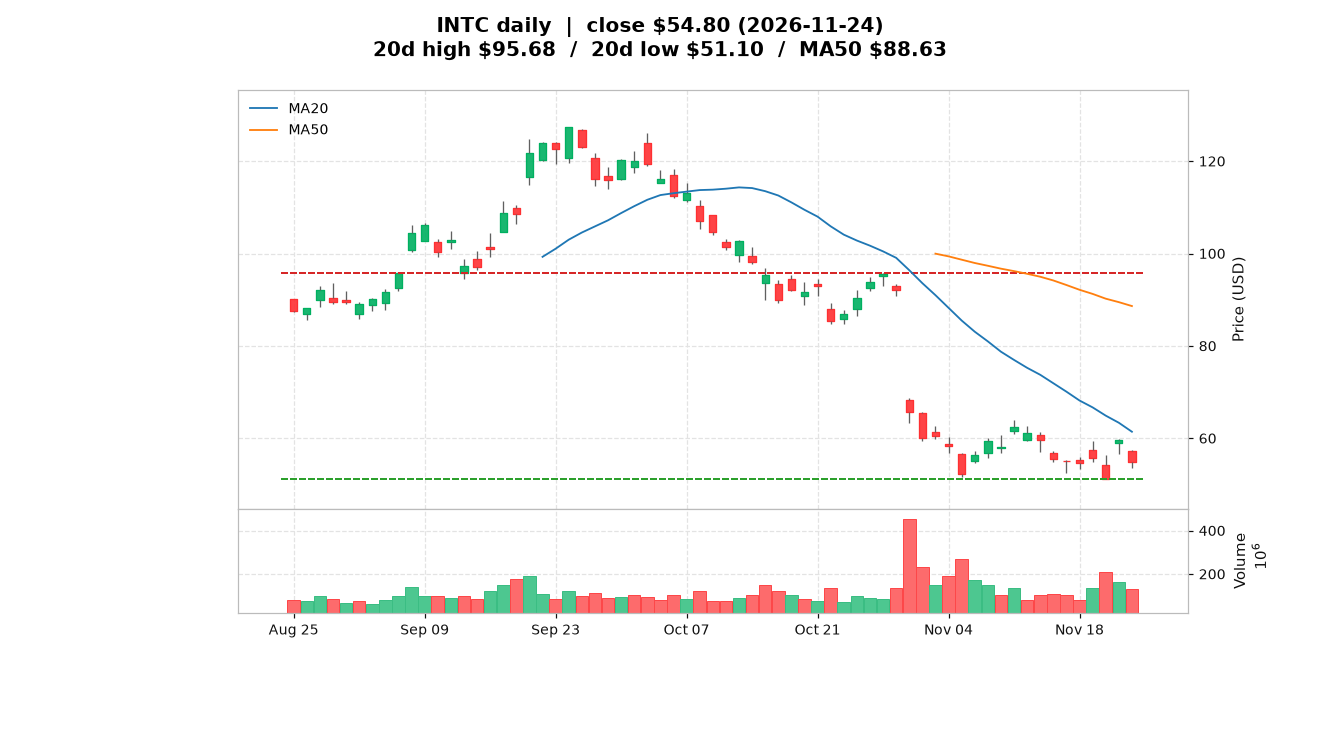 INTC daily | close $54.80 (2026-11-24)
20d high $95.68 / 20d low $51.10 / MA50 $88.63
MA20
MA50
120
100
80
60
Price (USD)
400
200
Volume
10⁶
Aug 25
Sep 09
Sep 23
Oct 07
Oct 21
Nov 04
Nov 18